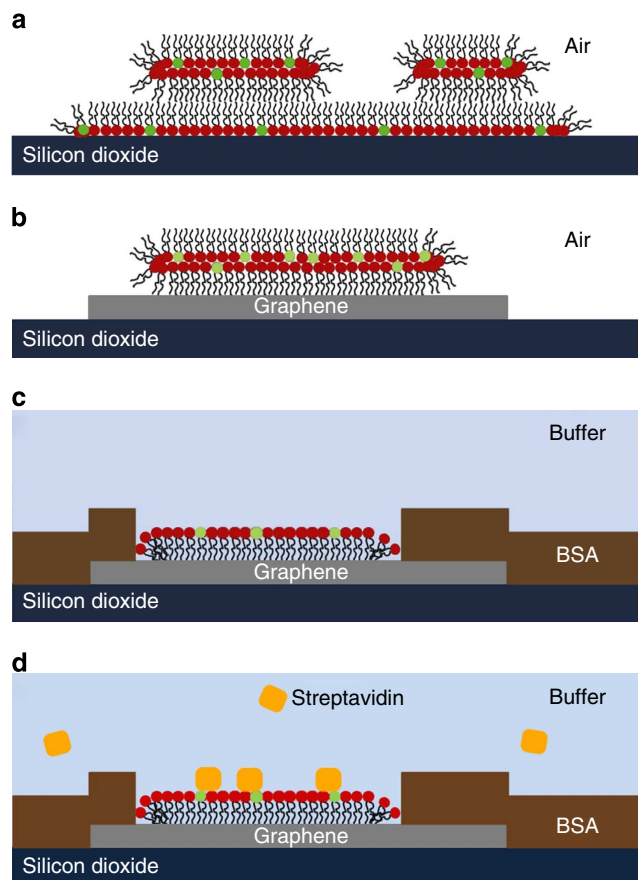 a
Air
Silicon dioxide
b
Air
Graphene
Silicon dioxide
c
Buffer
BSA
Graphene
Silicon dioxide
d
Streptavidin
Buffer
BSA
Graphene
Silicon dioxide